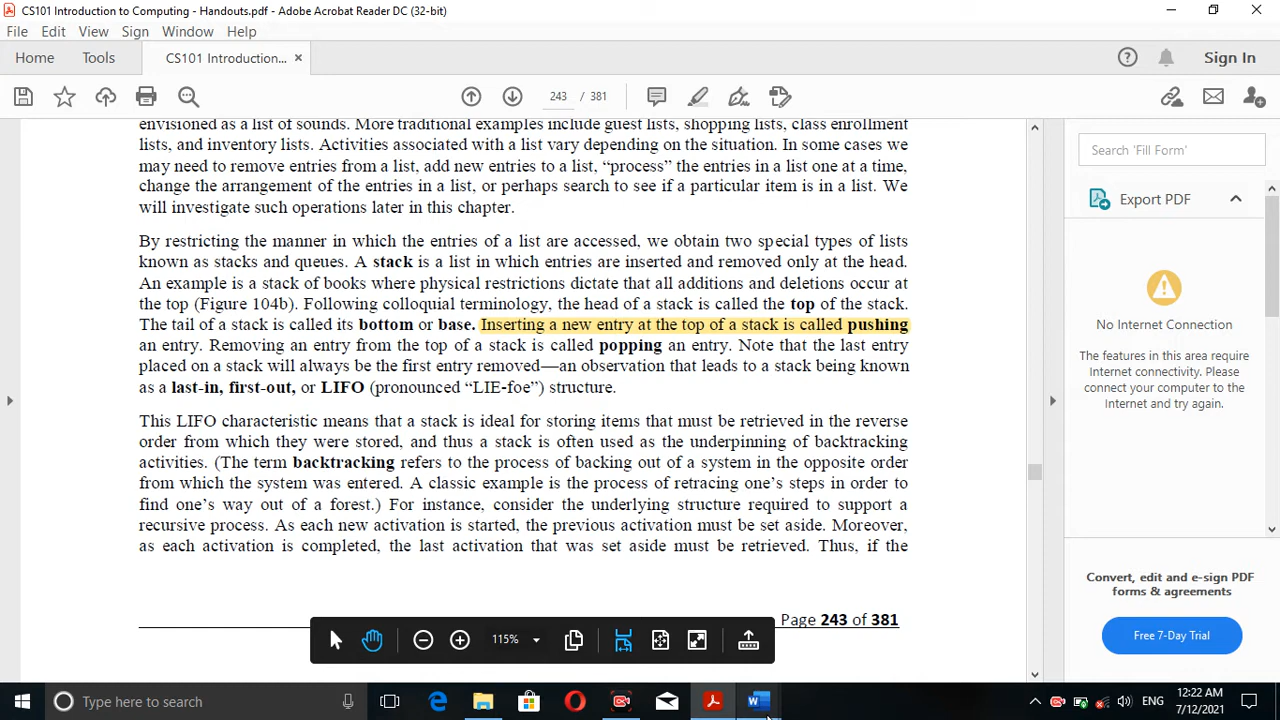 CS101 Introduction to Computing - Handouts.pdf - Adobe Acrobat Reader DC (32-bit)
File Edit View Sign Window Help
Home Tools CS101 Introduction... ×
Sign In
243 / 381
envisioned as a list of sounds. More traditional examples include guest lists, shopping lists, class enrollment
lists, and inventory lists. Activities associated with a list vary depending on the situation. In some cases we
may need to remove entries from a list, add new entries to a list, “process” the entries in a list one at a time,
change the arrangement of the entries in a list, or perhaps search to see if a particular item is in a list. We
will investigate such operations later in this chapter.
By restricting the manner in which the entries of a list are accessed, we obtain two special types of lists
known as stacks and queues. A stack is a list in which entries are inserted and removed only at the head.
An example is a stack of books where physical restrictions dictate that all additions and deletions occur at
the top (Figure 104b). Following colloquial terminology, the head of a stack is called the top of the stack.
The tail of a stack is called its bottom or base. Inserting a new entry at the top of a stack is called pushing
an entry. Removing an entry from the top of a stack is called popping an entry. Note that the last entry
placed on a stack will always be the first entry removed—an observation that leads to a stack being known
as a last-in, first-out, or LIFO (pronounced “LIE-foe”) structure.
This LIFO characteristic means that a stack is ideal for storing items that must be retrieved in the reverse
order from which they were stored, and thus a stack is often used as the underpinning of backtracking
activities. (The term backtracking refers to the process of backing out of a system in the opposite order
from which the system was entered. A classic example is the process of retracing one’s steps in order to
find one’s way out of a forest.) For instance, consider the underlying structure required to support a
recursive process. As each new activation is started, the previous activation must be set aside. Moreover,
as each activation is completed, the last activation that was set aside must be retrieved. Thus, if the
Page 243 of 381
115%
Search 'Fill Form'
Export PDF
No Internet Connection
The features in this area require
Internet connectivity. Please
connect your computer to the
Internet and try again.
Convert, edit and e-sign PDF
forms & agreements
Free 7-Day Trial
Type here to search
ENG
12:22 AM
7/12/2021